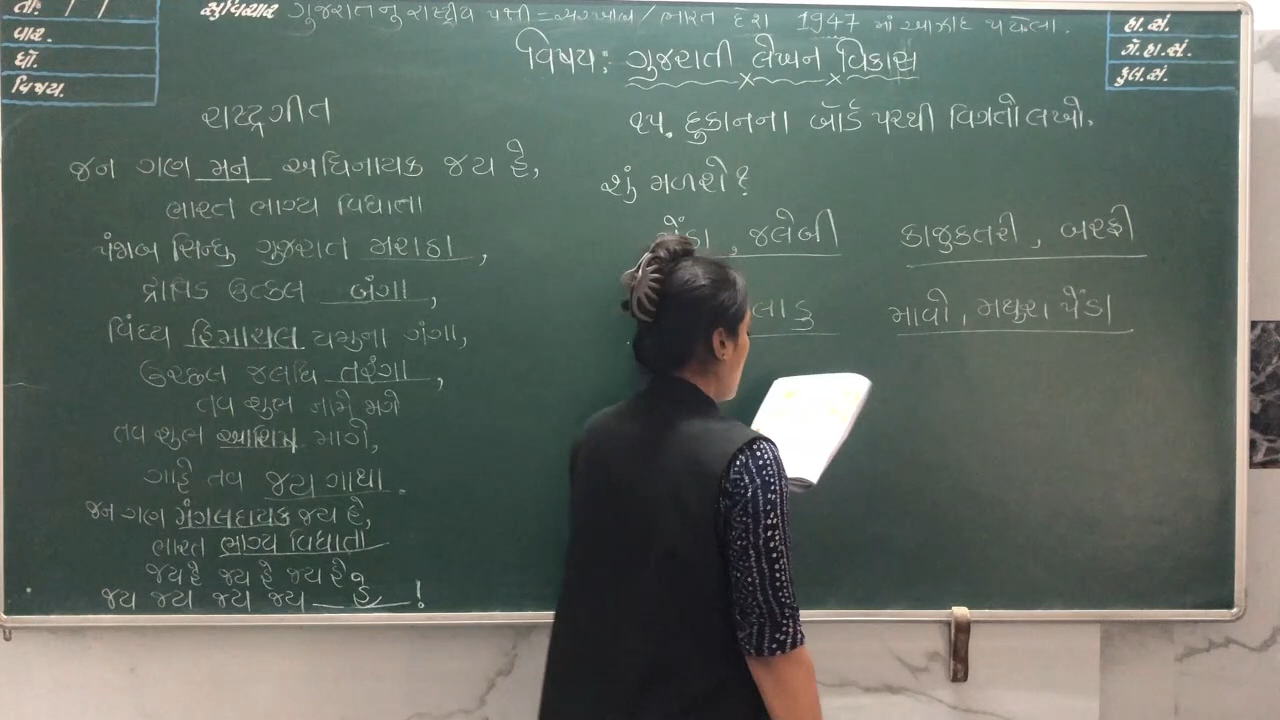 તા: / /
વાર.
ધો.
વિષય.
સુવિચાર ગુજરાતનુ રાષ્ટ્રીય પક્ષી = સુરખાબ / ભારત દેશ 1947 માં આઝાદ થયેલા.
હા.સં.
ગે.હા.સં.
કુલ.સં.
વિષય: ગુજરાતી લેખન વિકાસ
રાષ્ટ્રગીત
જન ગણ મન અધિનાયક જય હે,
ભારત ભાગ્ય વિધાતા
પંજાબ સિન્ધુ ગુજરાત મરાઠા,
દ્રાવિડ ઉત્કલ બંગા,
વિંધ્ય હિમાચલ યમુના ગંગા,
ઉચ્છલ જલધિ તરંગા,
તવ શુભ નામે જાગે
તવ શુભ આશિષ માગે,
ગાહે તવ જય ગાથા.
જન ગણ મંગલદાયક જય હે,
ભારત ભાગ્ય વિધાતા
જય હે જય હે જય હે
જય જય જય જય હે!
૨૫. દુકાનના બૉર્ડ પરથી વિગતો લખો.
શું મળશે?
પેંડા, જલેબી
કાજુકતરી, બરફી
લાડુ
માવો, મથુરા પેંડા